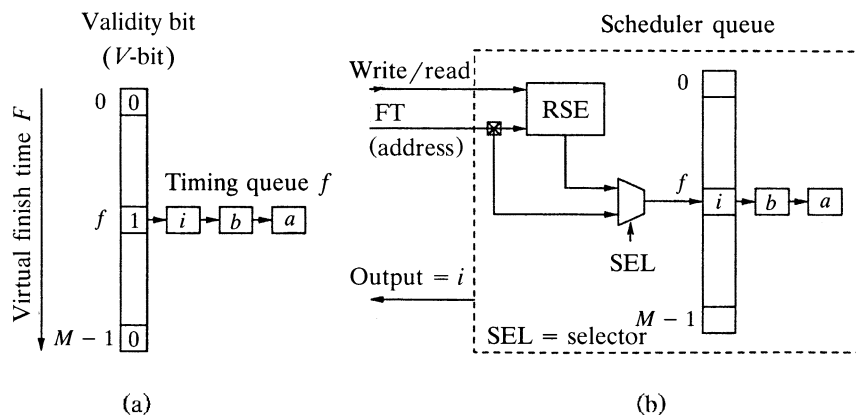 Validity bit
(V-bit)
Virtual finish time F
0 0
Timing queue f
f 1 i b a
M − 1 0
(a)
Scheduler queue
Write/read
FT
(address)
RSE
0
f i b a
SEL
Output = i
M − 1
SEL = selector
(b)